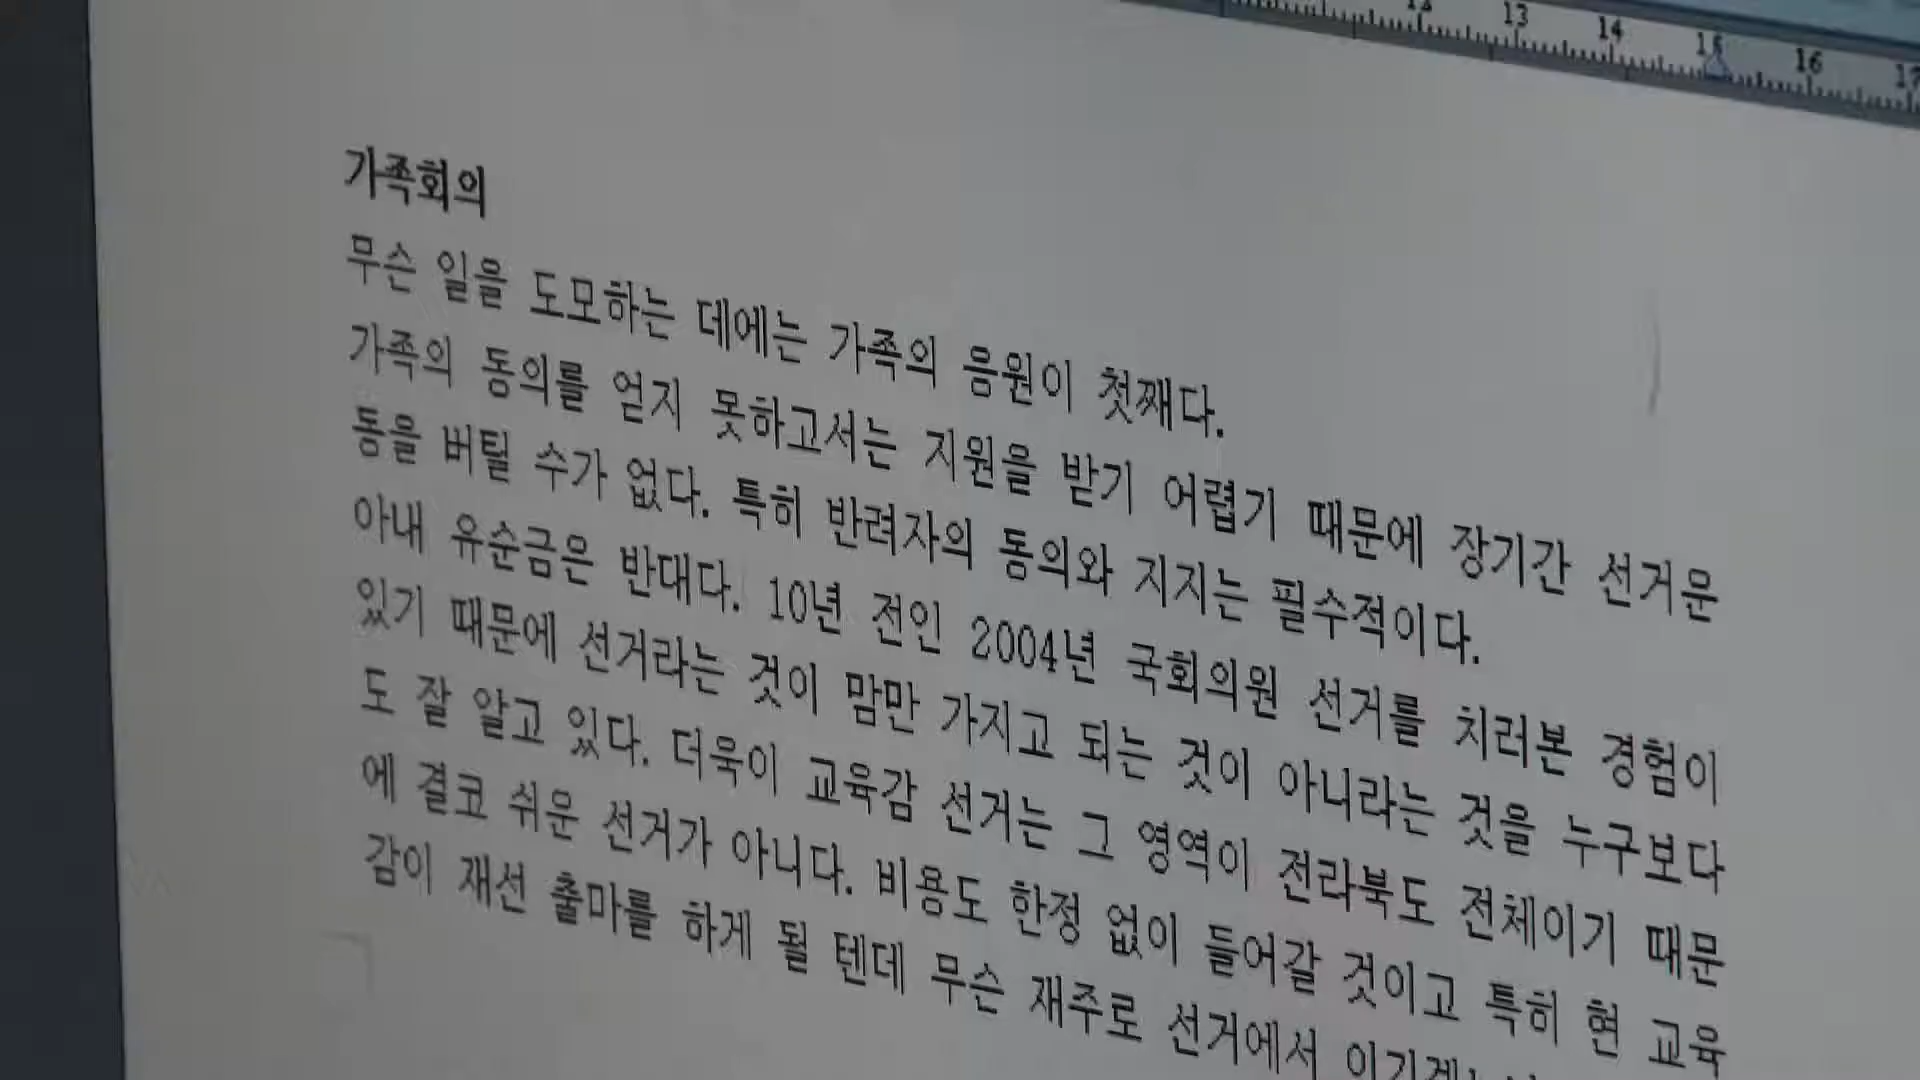 12 13 14 15 16 17
가족회의
무슨 일을 도모하는 데에는 가족의 응원이 첫째다.
가족의 동의를 얻지 못하고서는 지원을 받기 어렵기 때문에 장기간 선거운
동을 버틸 수가 없다. 특히 반려자의 동의와 지지는 필수적이다.
아내 유순금은 반대다. 10년 전인 2004년 국회의원 선거를 치러본 경험이
있기 때문에 선거라는 것이 맘만 가지고 되는 것이 아니라는 것을 누구보다
도 잘 알고 있다. 더욱이 교육감 선거는 그 영역이 전라북도 전체이기 때문
에 결코 쉬운 선거가 아니다. 비용도 한정 없이 들어갈 것이고 특히 현 교육
감이 재선 출마를 하게 될 텐데 무슨 재주로 선거에서